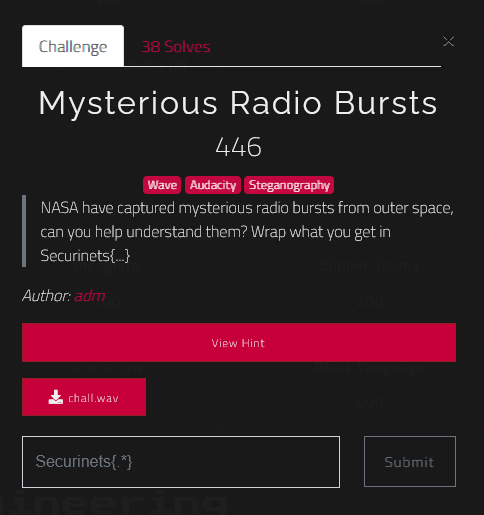 Challenge
38 Solves
×
Mysterious Radio Bursts
446
Wave Audacity Steganography
NASA have captured mysterious radio bursts from outer space,
can you help understand them? Wrap what you get in
Securinets{...}
Author: adm
View Hint
chall.wav
Securinets{.*}
Submit